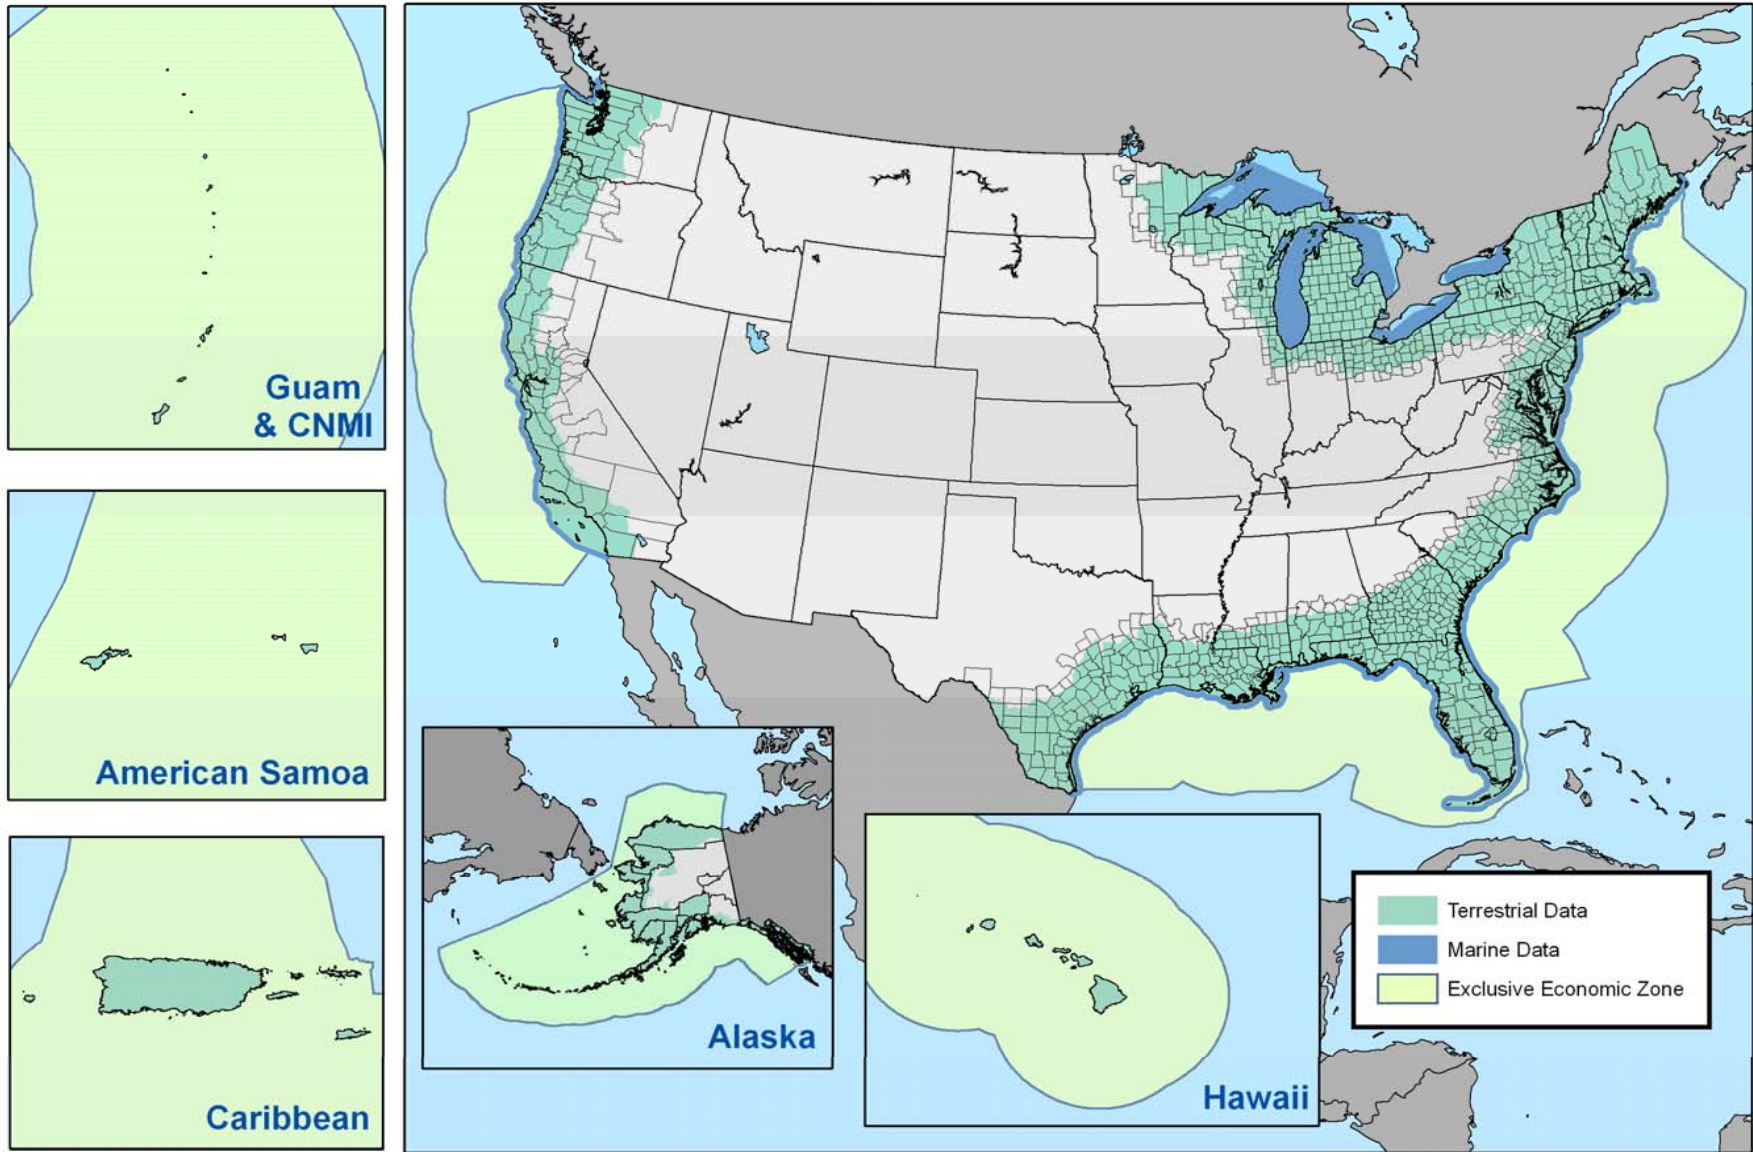 Guam
& CNMI
American Samoa
Caribbean
Alaska
Hawaii
Terrestrial Data
Marine Data
Exclusive Economic Zone